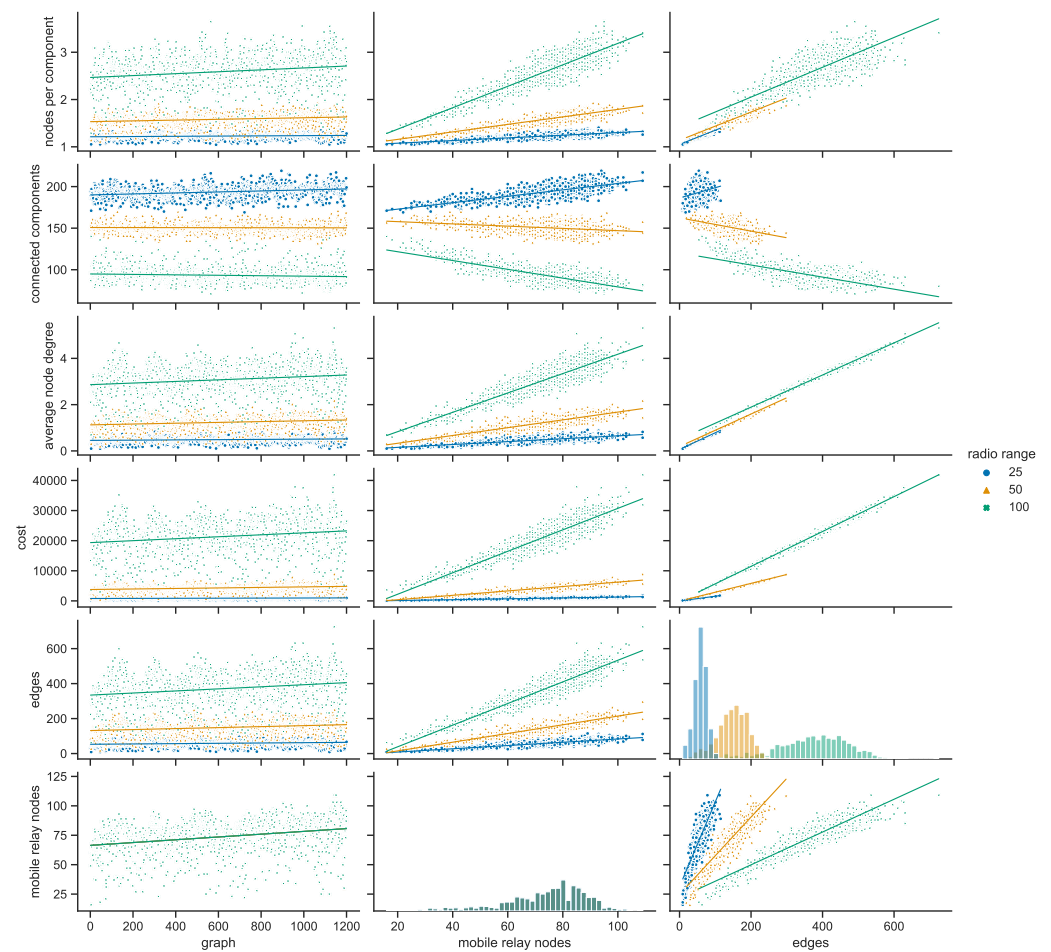 nodes per component
3
2
1
connected components
200
150
100
average node degree
4
2
0
cost
40000
30000
20000
10000
0
edges
600
400
200
0
mobile relay nodes
125
100
75
50
25
0 200 400 600 800 1000 1200
graph
20 40 60 80 100
mobile relay nodes
0 200 400 600
edges
radio range
25
50
100